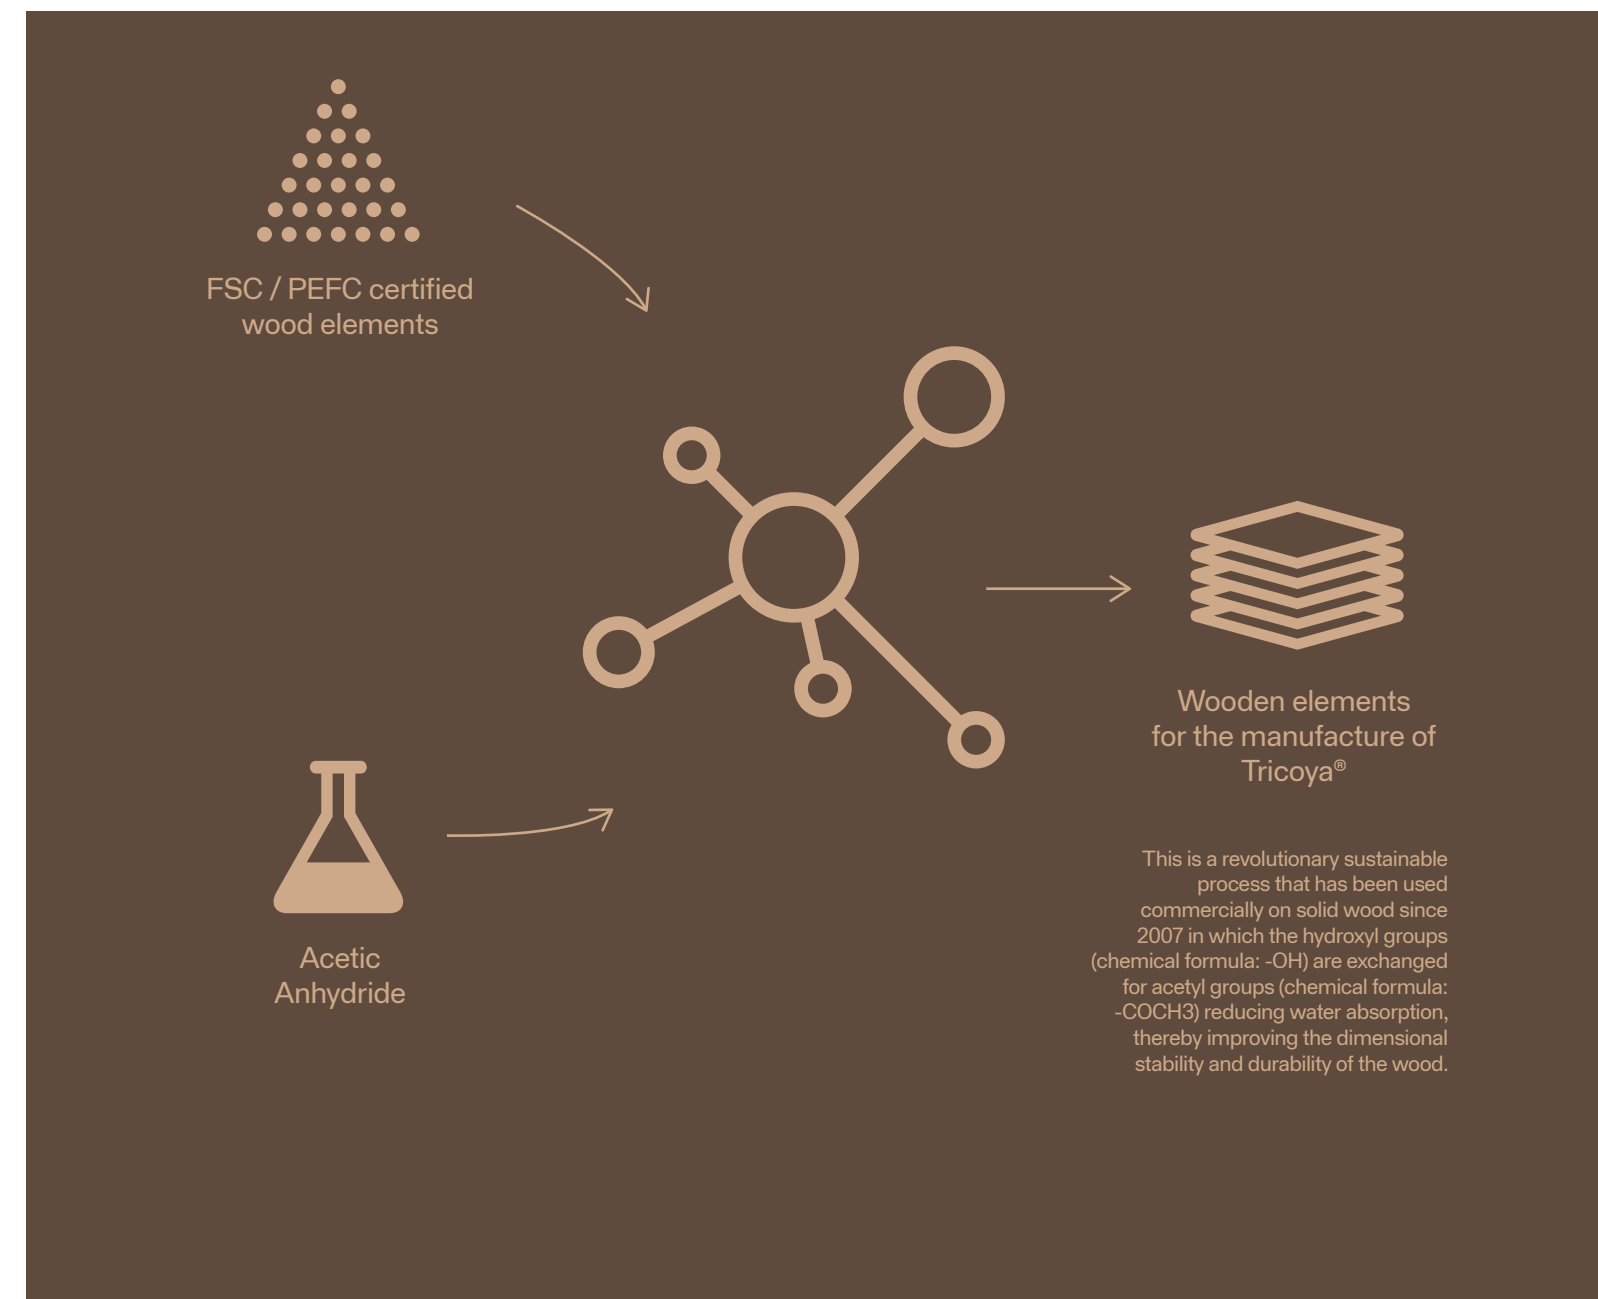 FSC / PEFC certified
wood elements
Acetic
Anhydride
Wooden elements
for the manufacture of
Tricoya®
This is a revolutionary sustainable
process that has been used
commercially on solid wood since
2007 in which the hydroxyl groups
(chemical formula: -OH) are exchanged
for acetyl groups (chemical formula:
-COCH3) reducing water absorption,
thereby improving the dimensional
stability and durability of the wood.